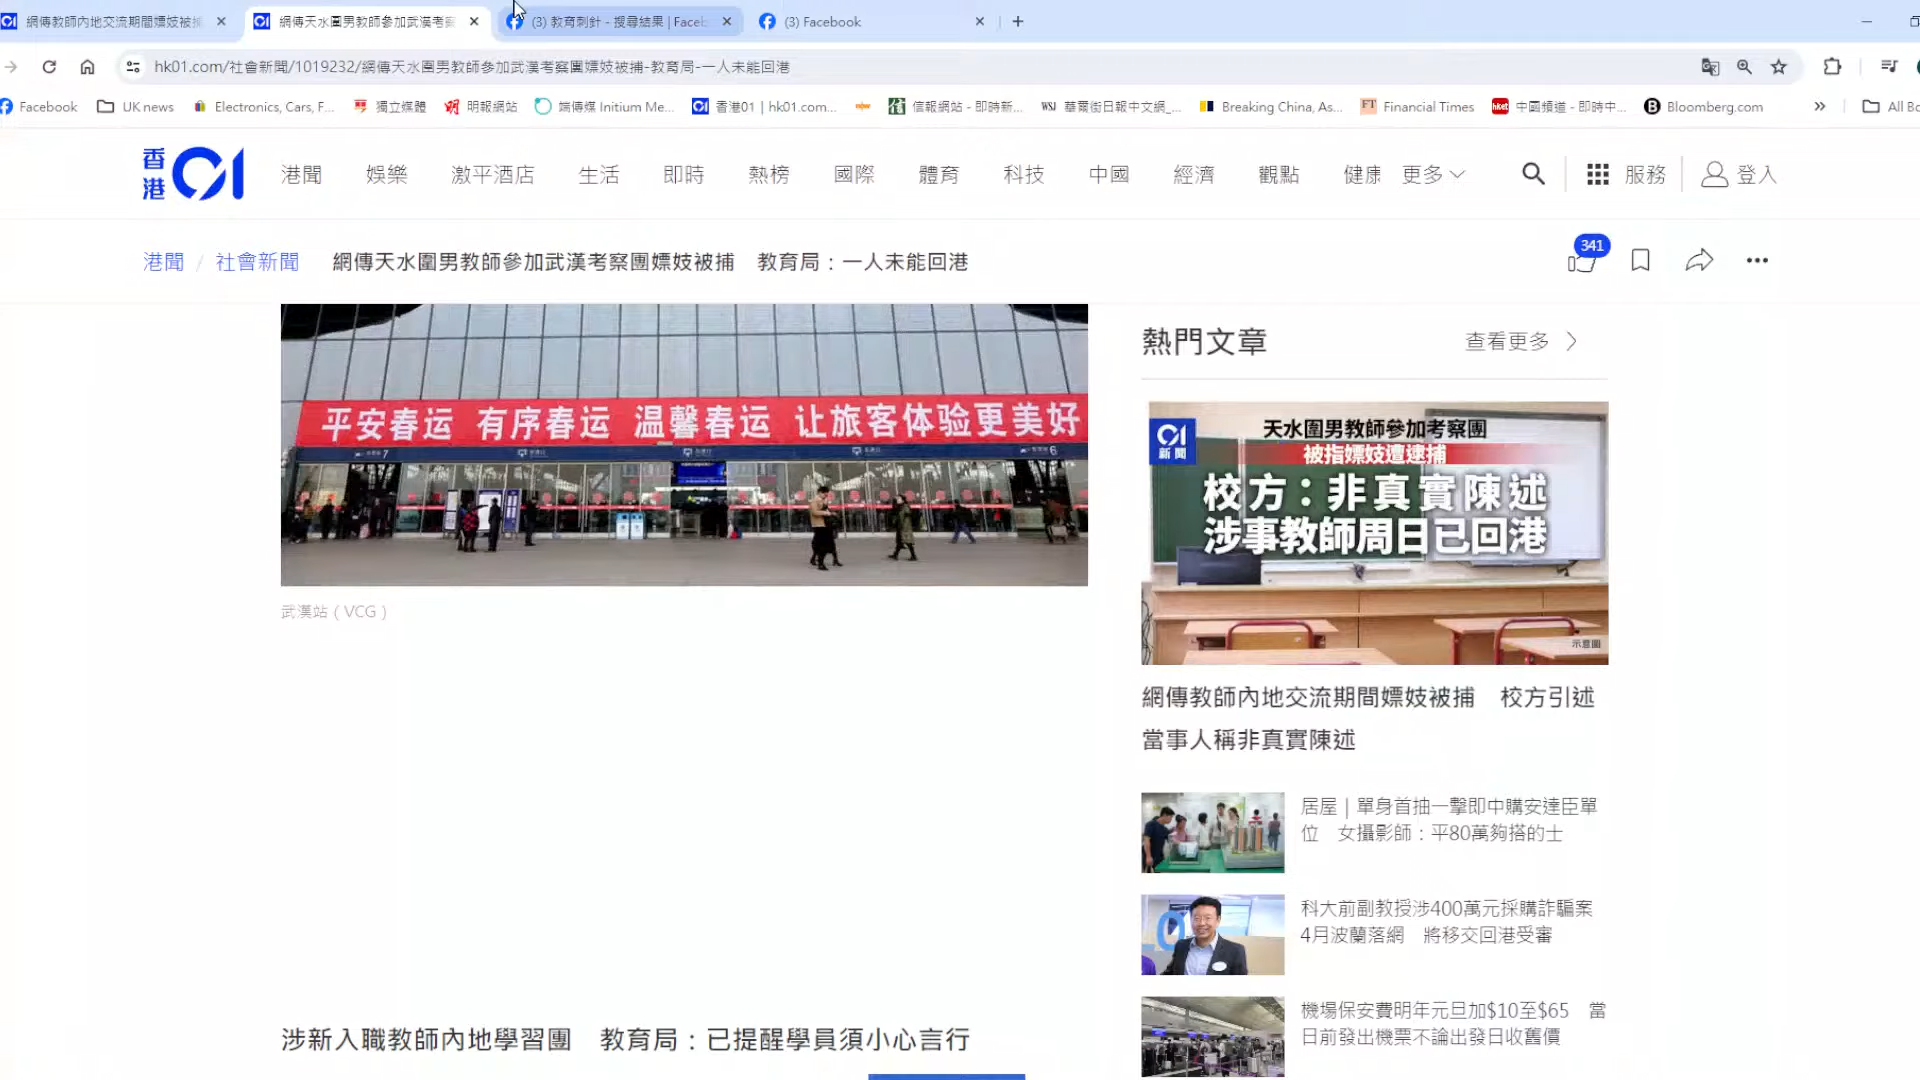 網傳教師內地交流期間嫖妓被
網傳天水圍男教師參加武漢考
(3) 教育刺針 - 搜尋結果 | Faceb
(3) Facebook
hk01.com/社會新聞/1019232/網傳天水圍男教師參加武漢考察團嫖妓被捕-教育局-一人未能回港
Facebook
UK news
Electronics, Cars, F...
獨立媒體
明報網站
端傳媒 Initium Me...
香港01 | hk01.com...
信報網站 - 即時新...
WSJ 華爾街日報中文網_...
Breaking China, As...
FT Financial Times
hket 中國頻道 - 即時中...
B Bloomberg.com
All Bo
香港 01
港聞 娛樂 激平酒店 生活 即時 熱榜 國際 體育 科技 中國 經濟 觀點 健康 更多
服務
登入
港聞 / 社會新聞 網傳天水圍男教師參加武漢考察團嫖妓被捕 教育局：一人未能回港
341
平安春运 有序春运 温馨春运 让旅客体验更美好
7
6
武漢站（VCG）
涉新入職教師內地學習團 教育局：已提醒學員須小心言行
熱門文章
查看更多
01
新聞
天水圍男教師參加考察團
被指嫖妓遭逮捕
校方：非真實陳述
涉事教師周日已回港
示意圖
網傳教師內地交流期間嫖妓被捕 校方引述
當事人稱非真實陳述
居屋｜單身首抽一擊即中購安達臣單
位 女攝影師：平80萬夠搭的士
科大前副教授涉400萬元採購詐騙案
4月波蘭落網 將移交回港受審
機場保安費明年元旦加$10至$65 當
日前發出機票不論出發日收舊價